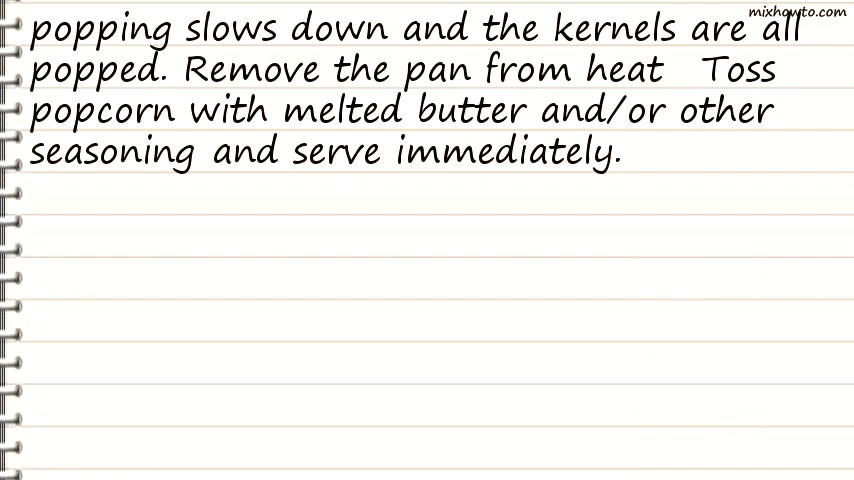 mixhowto.com
popping slows down and the kernels are all
popped. Remove the pan from heat   Toss
popcorn with melted butter and/or other
seasoning and serve immediately.